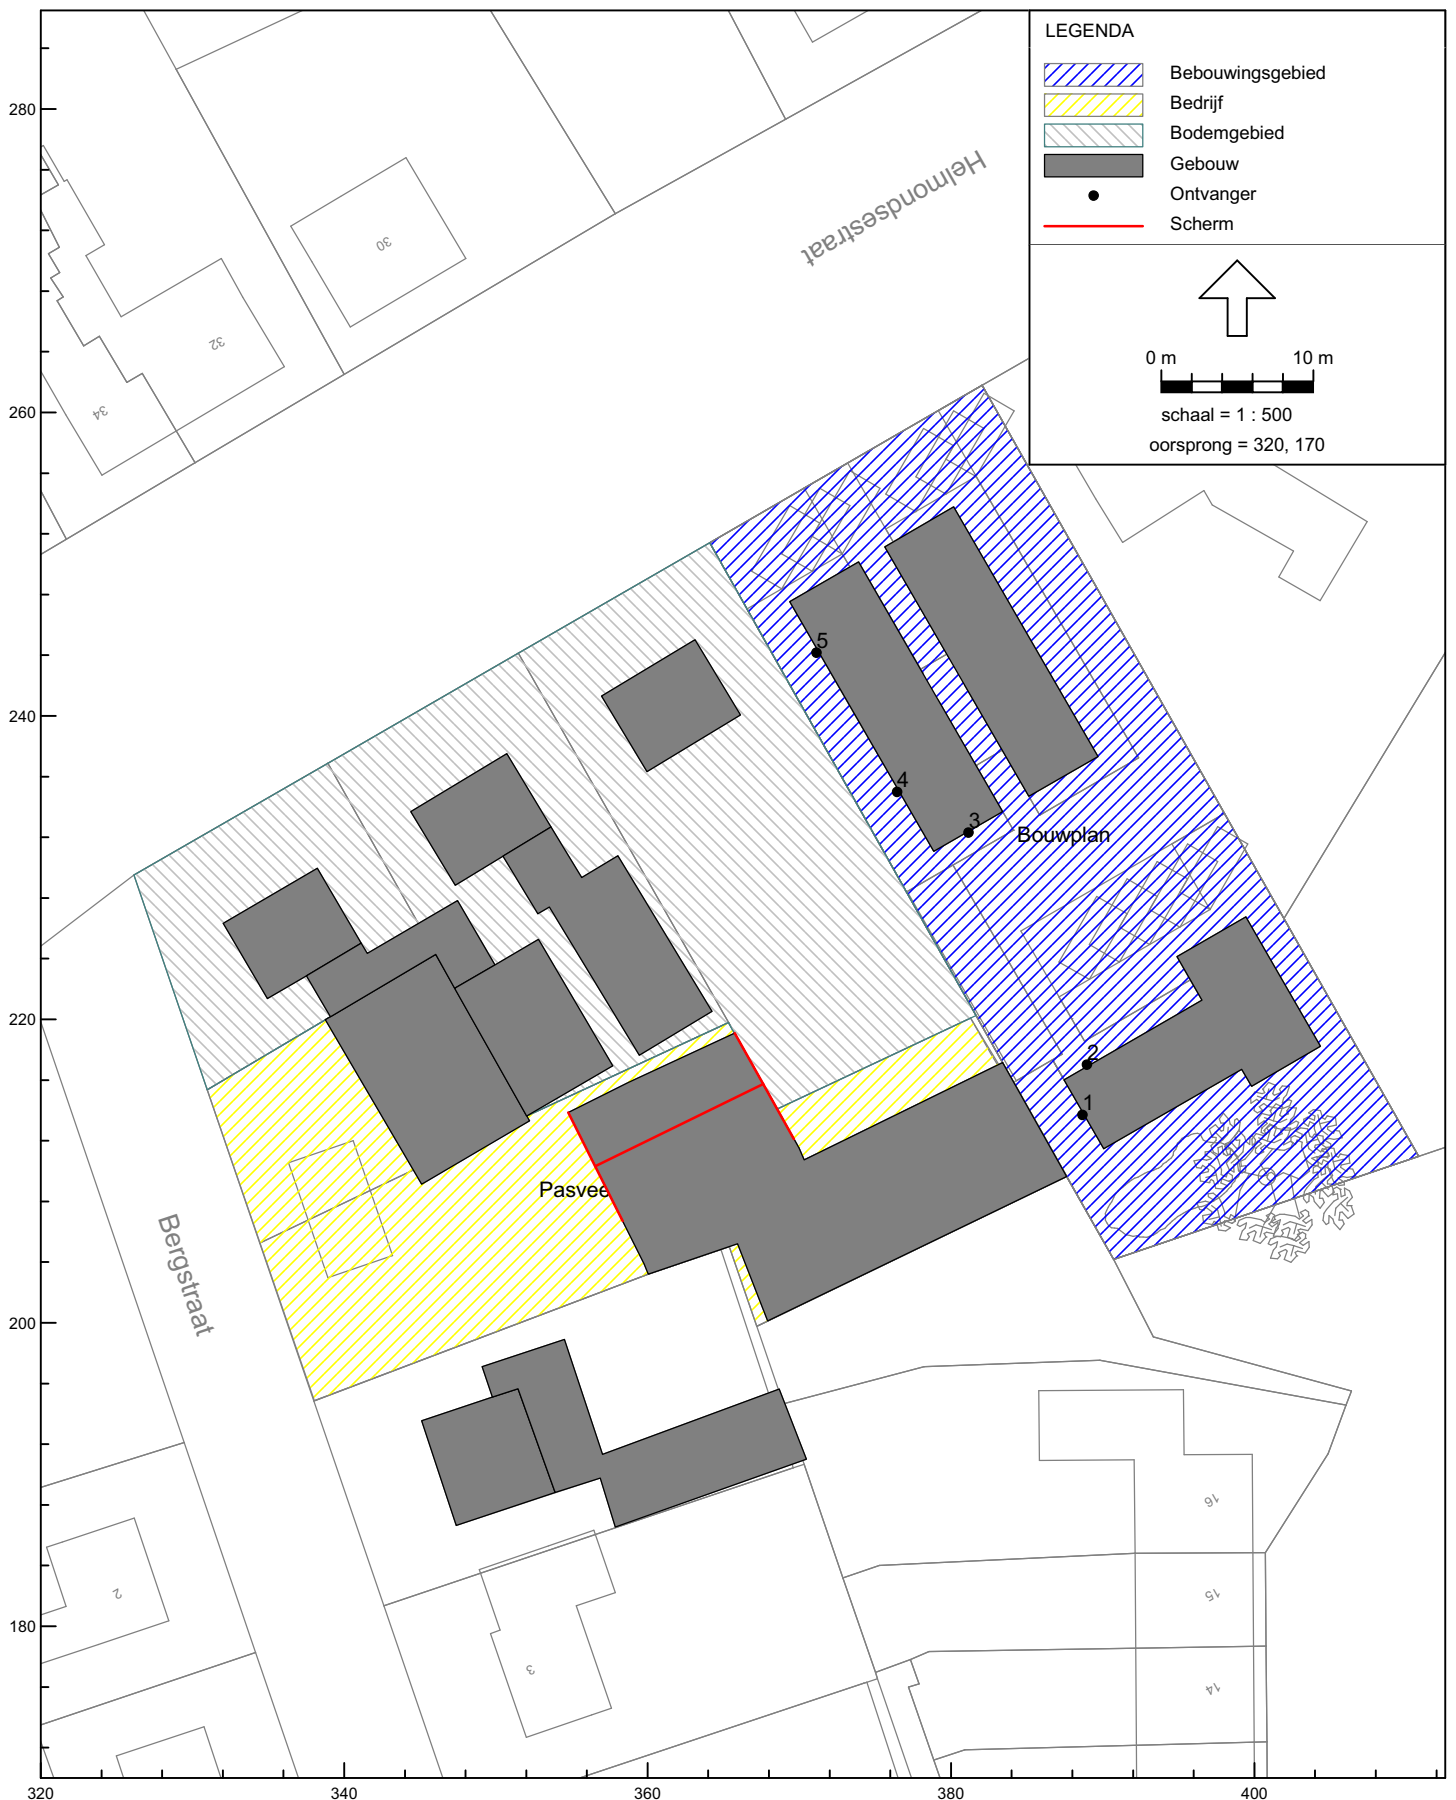 LEGENDA
Bebouwingsgebied
Bedrijf
Bodemgebied
Gebouw
Ontvanger
Scherm
0 m 10 m
schaal = 1 : 500
oorsprong = 320, 170
280
260
240
220
200
180
320 340 360 380 400
Helmondsestraat
30
32
34
5
4
3
Bouwplan
2
1
Pasvee
Bergstraat
16
15
14
2
3